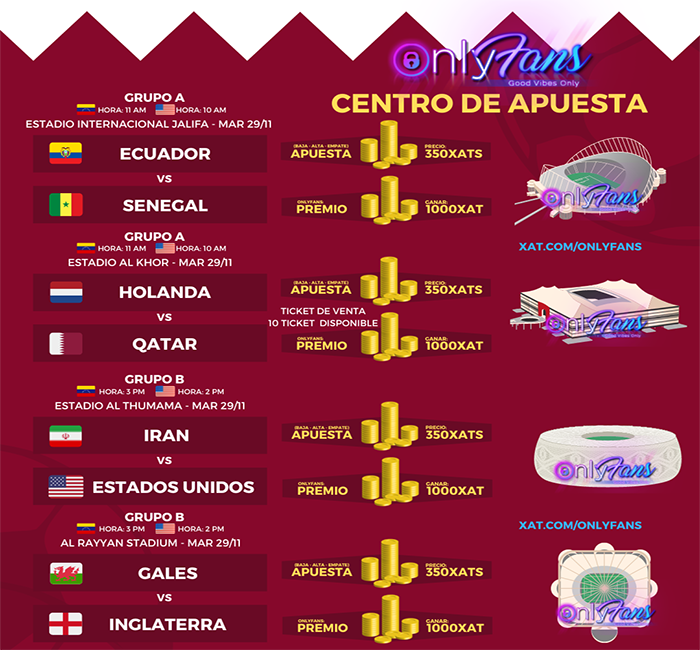 OnlyFans
Good Vibes Only
CENTRO DE APUESTA
GRUPO A
HORA: 11 AM HORA: 10 AM
ESTADIO INTERNACIONAL JALIFA - MAR 29/11
ECUADOR
(BAJA - ALTA - EMPATE)
APUESTA
PRECIO:
350XATS
VS
SENEGAL
ONLYFANS:
PREMIO
GANAR:
1000XAT
OnlyFans
GRUPO A
HORA: 11 AM HORA: 10 AM
ESTADIO AL KHOR - MAR 29/11
XAT.COM/ONLYFANS
HOLANDA
(BAJA - ALTA - EMPATE)
APUESTA
PRECIO:
350XATS
VS
TICKET DE VENTA
10 TICKET DISPONIBLE
QATAR
ONLYFANS:
PREMIO
GANAR:
1000XAT
OnlyFans
Good Vibes Only
GRUPO B
HORA: 3 PM HORA: 2 PM
ESTADIO AL THUMAMA - MAR 29/11
IRAN
(BAJA - ALTA - EMPATE)
APUESTA
PRECIO:
350XATS
VS
ESTADOS UNIDOS
ONLYFANS:
PREMIO
GANAR:
1000XAT
OnlyFans
GRUPO B
HORA: 3 PM HORA: 2 PM
AL RAYYAN STADIUM - MAR 29/11
XAT.COM/ONLYFANS
GALES
(BAJA - ALTA - EMPATE)
APUESTA
PRECIO:
350XATS
VS
INGLATERRA
ONLYFANS:
PREMIO
GANAR:
1000XAT
OnlyFans